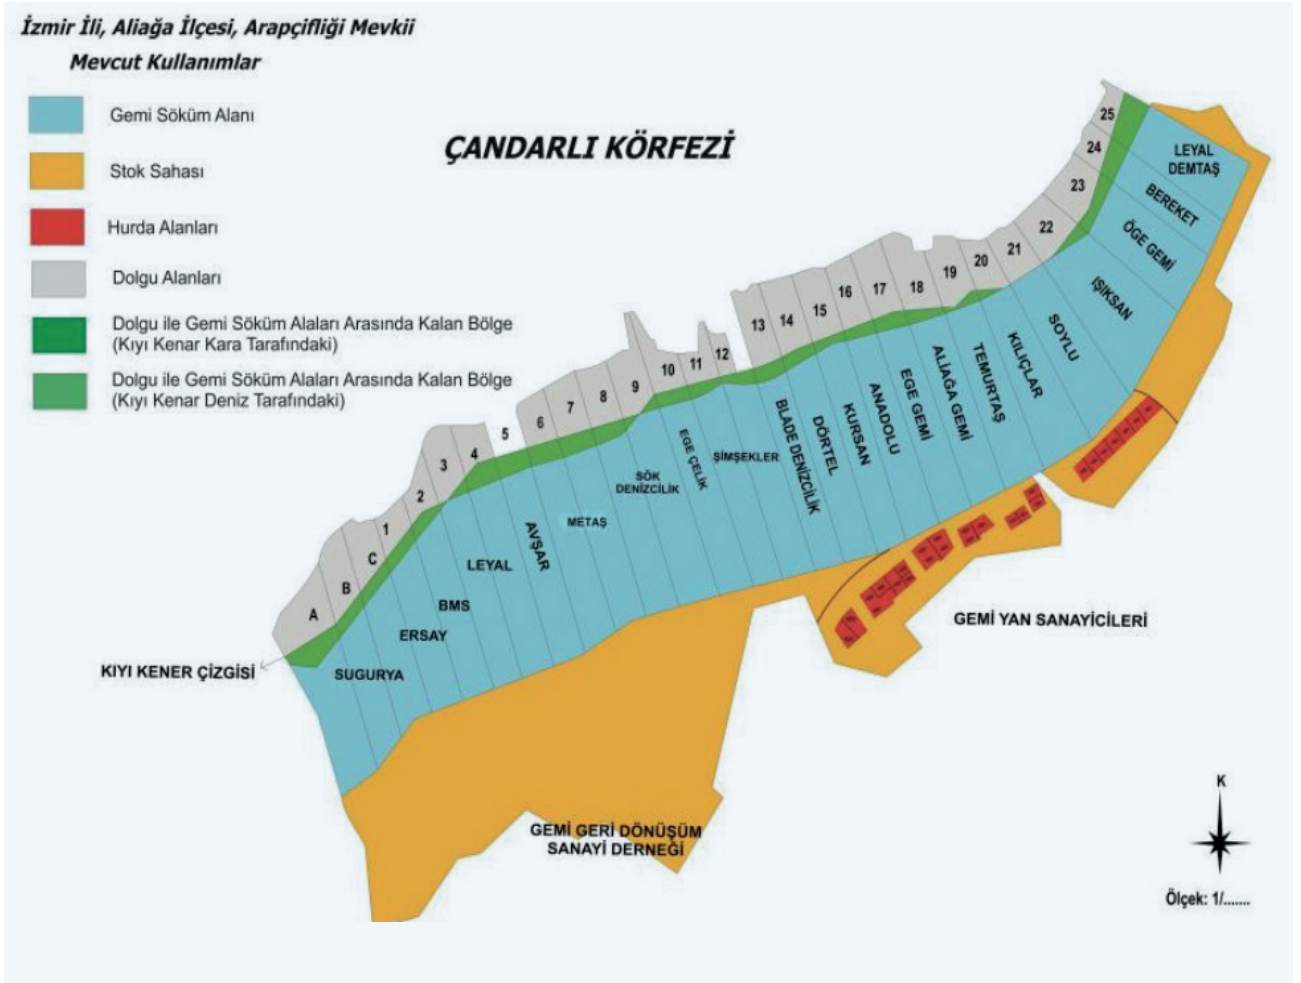 İzmir İli, Aliağa İlçesi, Arapçifliği Mevkii
Mevcut Kullanımlar
Gemi Söküm Alanı
Stok Sahası
Hurda Alanları
Dolgu Alanları
Dolgu ile Gemi Söküm Alaları Arasında Kalan Bölge
(Kıyı Kenar Kara Tarafındaki)
Dolgu ile Gemi Söküm Alaları Arasında Kalan Bölge
(Kıyı Kenar Deniz Tarafındaki)
ÇANDARLI KÖRFEZİ
A
B
C
1
2
3
4
5
6
7
8
9
10
11
12
13
14
15
16
17
18
19
20
21
22
23
24
25
KIYI KENER ÇİZGİSİ
SUGURYA
ERSAY
BMS
LEYAL
AVŞAR
METAŞ
SÖK
DENİZCİLİK
EGE ÇELİK
ŞİMŞEKLER
BLADE DENİZCİLİK
DÖRTEL
KURSAN
ANADOLU
EGE GEMİ
ALİAĞA GEMİ
TEMURTAŞ
KILIÇLAR
SOYLU
IŞIKSAN
ÖGE GEMİ
BEREKET
LEYAL
DEMTAŞ
GEMİ YAN SANAYİCİLERİ
GEMİ GERİ DÖNÜŞÜM
SANAYİ DERNEĞİ
K
Ölçek: 1/.......